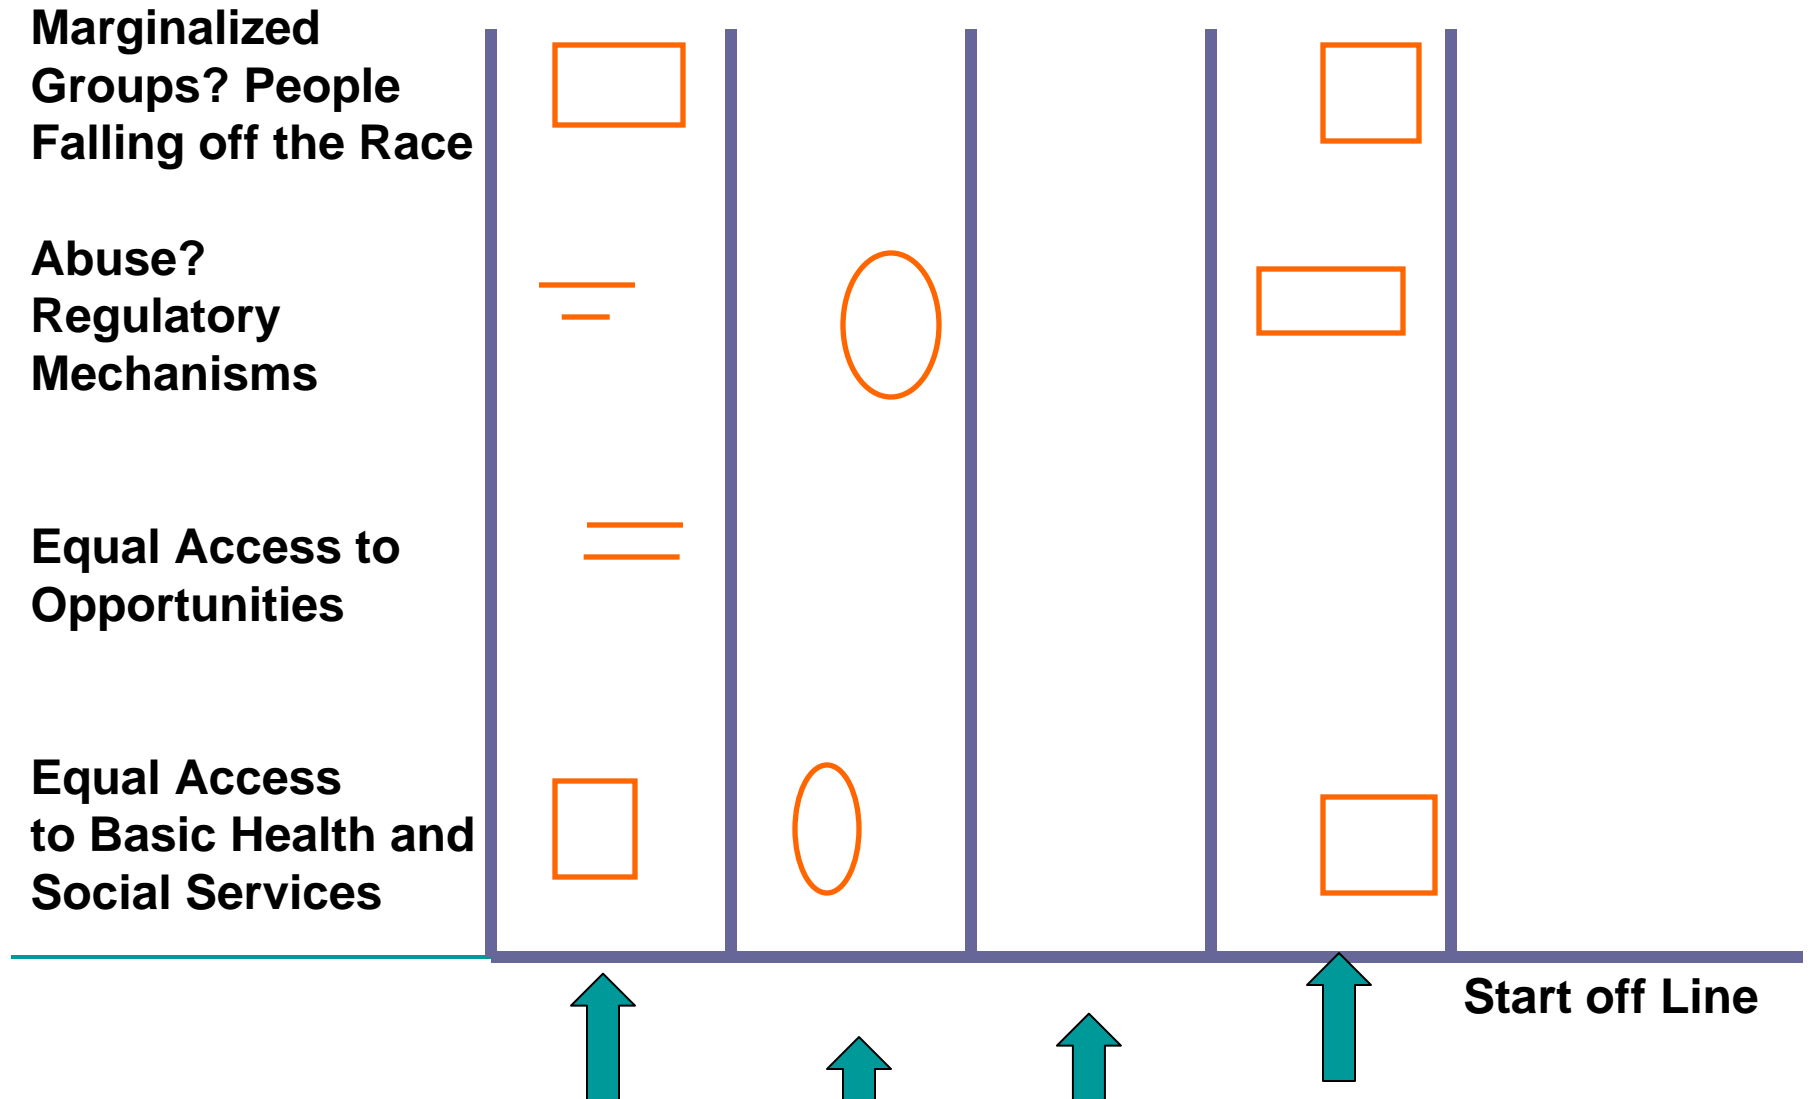 Marginalized
Groups? People
Falling off the Race
Abuse?
Regulatory
Mechanisms
Equal Access to
Opportunities
Equal Access
to Basic Health and
Social Services
Start off Line